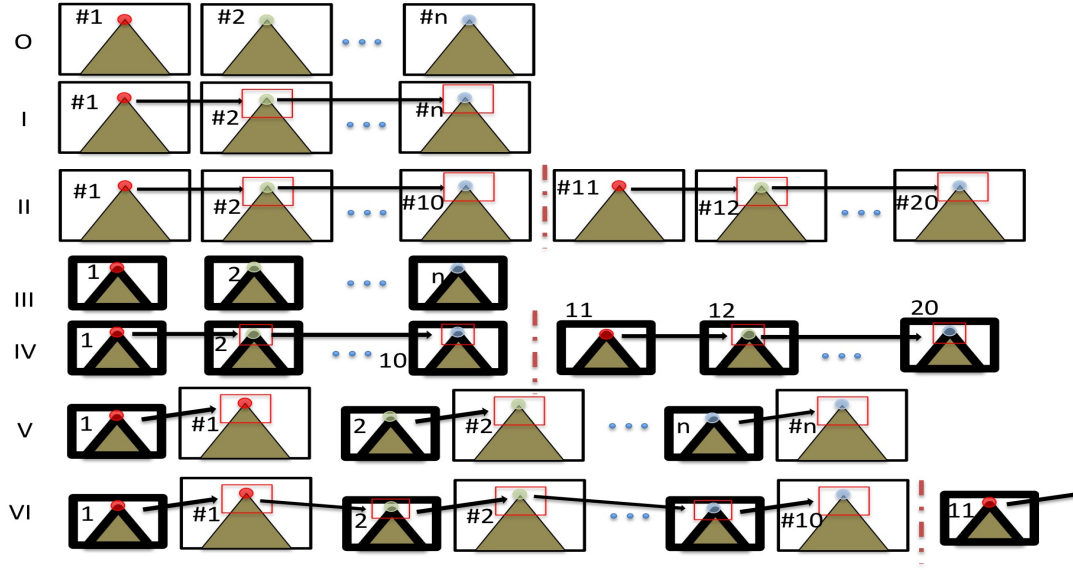 O #1 #2 #n
I #1 #2 #n
II #1 #2 #10 #11 #12 #20
III 1 2 n
IV 1 2 10 11 12 20
V 1 #1 2 #2 n #n
VI 1 #1 2 #2 #10 11